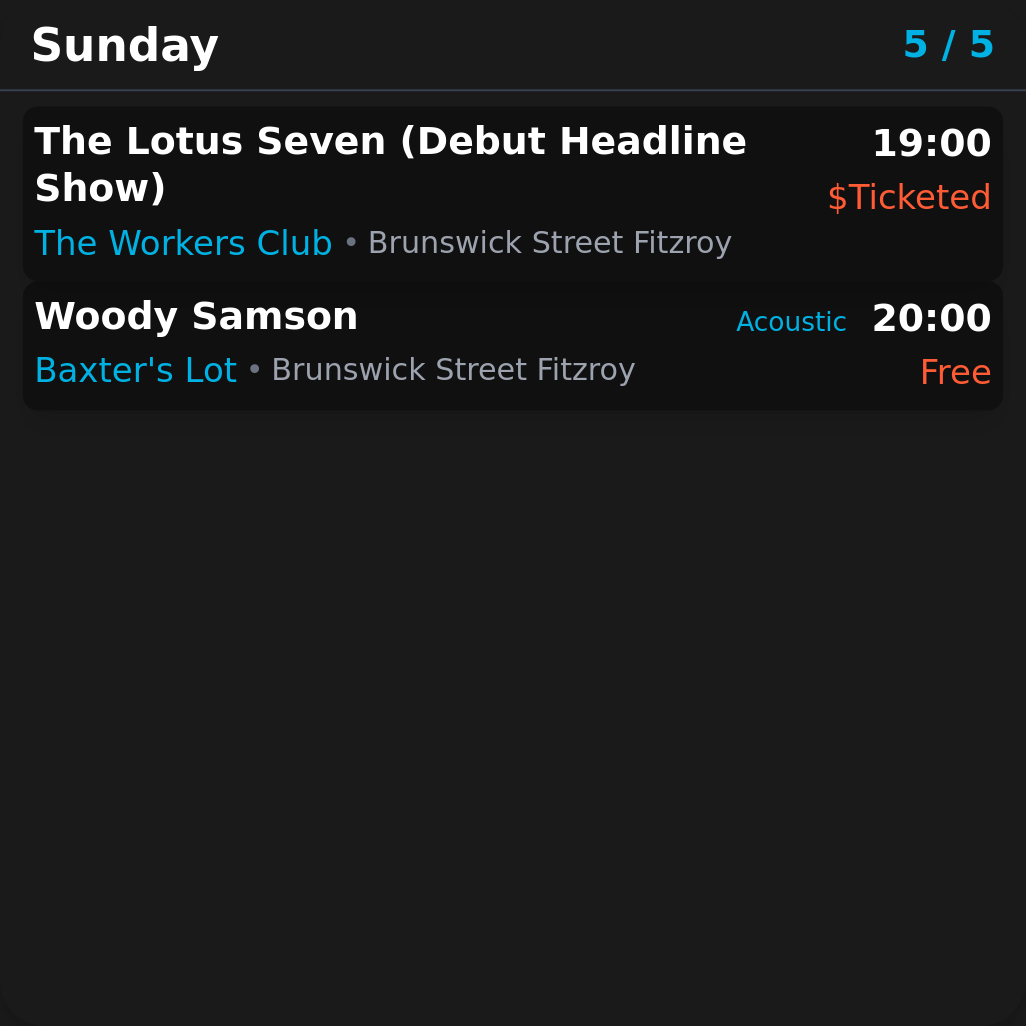 Sunday
5 / 5
The Lotus Seven (Debut Headline
Show)
19:00
$Ticketed
The Workers Club • Brunswick Street Fitzroy
Woody Samson
Acoustic 20:00
Baxter's Lot • Brunswick Street Fitzroy
Free